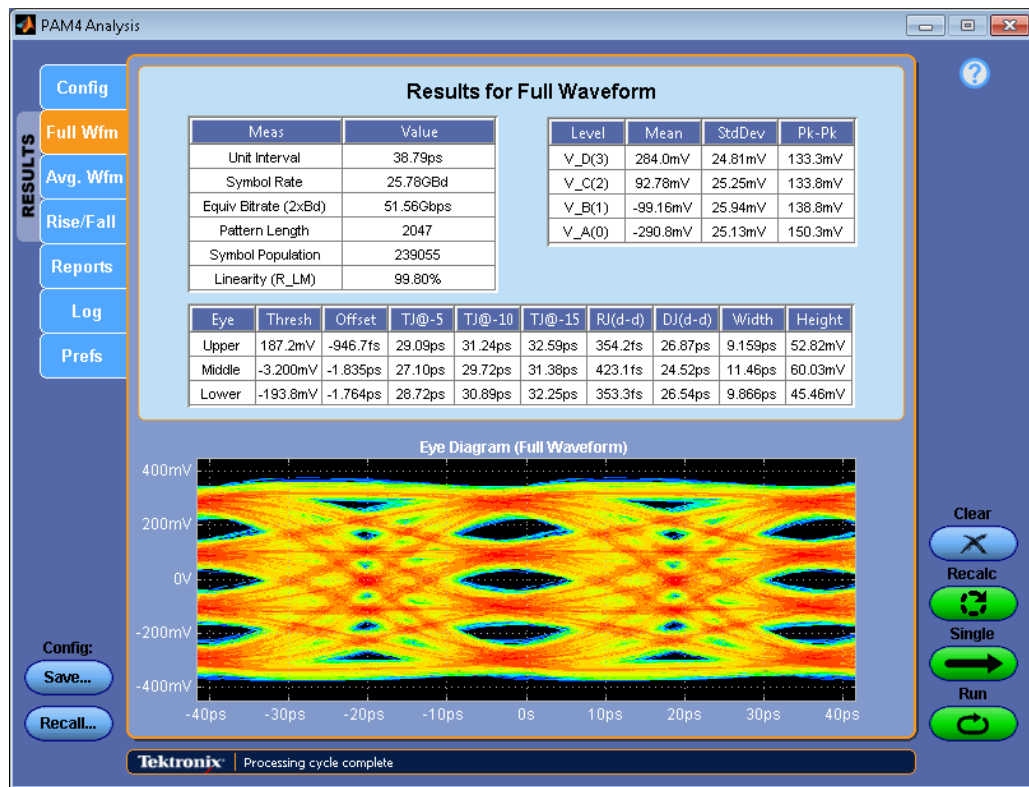 PAM4 Analysis
RESULTS
Config
Full Wfm
Avg. Wfm
Rise/Fall
Reports
Log
Prefs
Results for Full Waveform
Meas Value
Unit Interval 38.79ps
Symbol Rate 25.78GBd
Equiv Bitrate (2xBd) 51.56Gbps
Pattern Length 2047
Symbol Population 239055
Linearity (R_LM) 99.80%
Level Mean StdDev Pk-Pk
V_D(3) 284.0mV 24.81mV 133.3mV
V_C(2) 92.78mV 25.25mV 133.8mV
V_B(1) -99.16mV 25.94mV 138.8mV
V_A(0) -290.8mV 25.13mV 150.3mV
Eye Thresh Offset TJ@-5 TJ@-10 TJ@-15 RJ(d-d) DJ(d-d) Width Height
Upper 187.2mV -946.7fs 29.09ps 31.24ps 32.59ps 354.2fs 26.87ps 9.159ps 52.82mV
Middle -3.200mV -1.835ps 27.10ps 29.72ps 31.38ps 423.1fs 24.52ps 11.46ps 60.03mV
Lower -193.8mV -1.764ps 28.72ps 30.89ps 32.25ps 353.3fs 26.54ps 9.866ps 45.46mV
Eye Diagram (Full Waveform)
400mV
200mV
0V
-200mV
-400mV
-40ps -30ps -20ps -10ps 0s 10ps 20ps 30ps 40ps
Config:
Save...
Recall...
?
Clear
Recalc
Single
Run
Tektronix Processing cycle complete